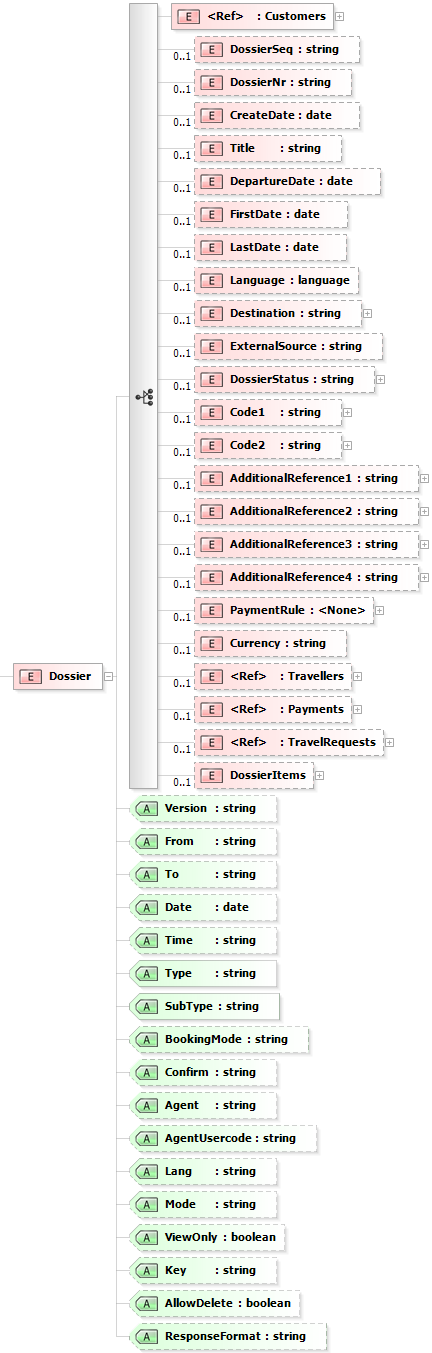 E <Ref> : Customers
0..1 E DossierSeq : string
0..1 E DossierNr : string
0..1 E CreateDate : date
0..1 E Title : string
0..1 E DepartureDate : date
0..1 E FirstDate : date
0..1 E LastDate : date
0..1 E Language : language
0..1 E Destination : string
0..1 E ExternalSource : string
0..1 E DossierStatus : string
0..1 E Code1 : string
0..1 E Code2 : string
0..1 E AdditionalReference1 : string
0..1 E AdditionalReference2 : string
0..1 E AdditionalReference3 : string
0..1 E AdditionalReference4 : string
0..1 E PaymentRule : <None>
0..1 E Currency : string
E Dossier
0..1 E <Ref> : Travellers
0..1 E <Ref> : Payments
0..1 E <Ref> : TravelRequests
0..1 E DossierItems
A Version : string
A From : string
A To : string
A Date : date
A Time : string
A Type : string
A SubType : string
A BookingMode : string
A Confirm : string
A Agent : string
A AgentUsercode : string
A Lang : string
A Mode : string
A ViewOnly : boolean
A Key : string
A AllowDelete : boolean
A ResponseFormat : string